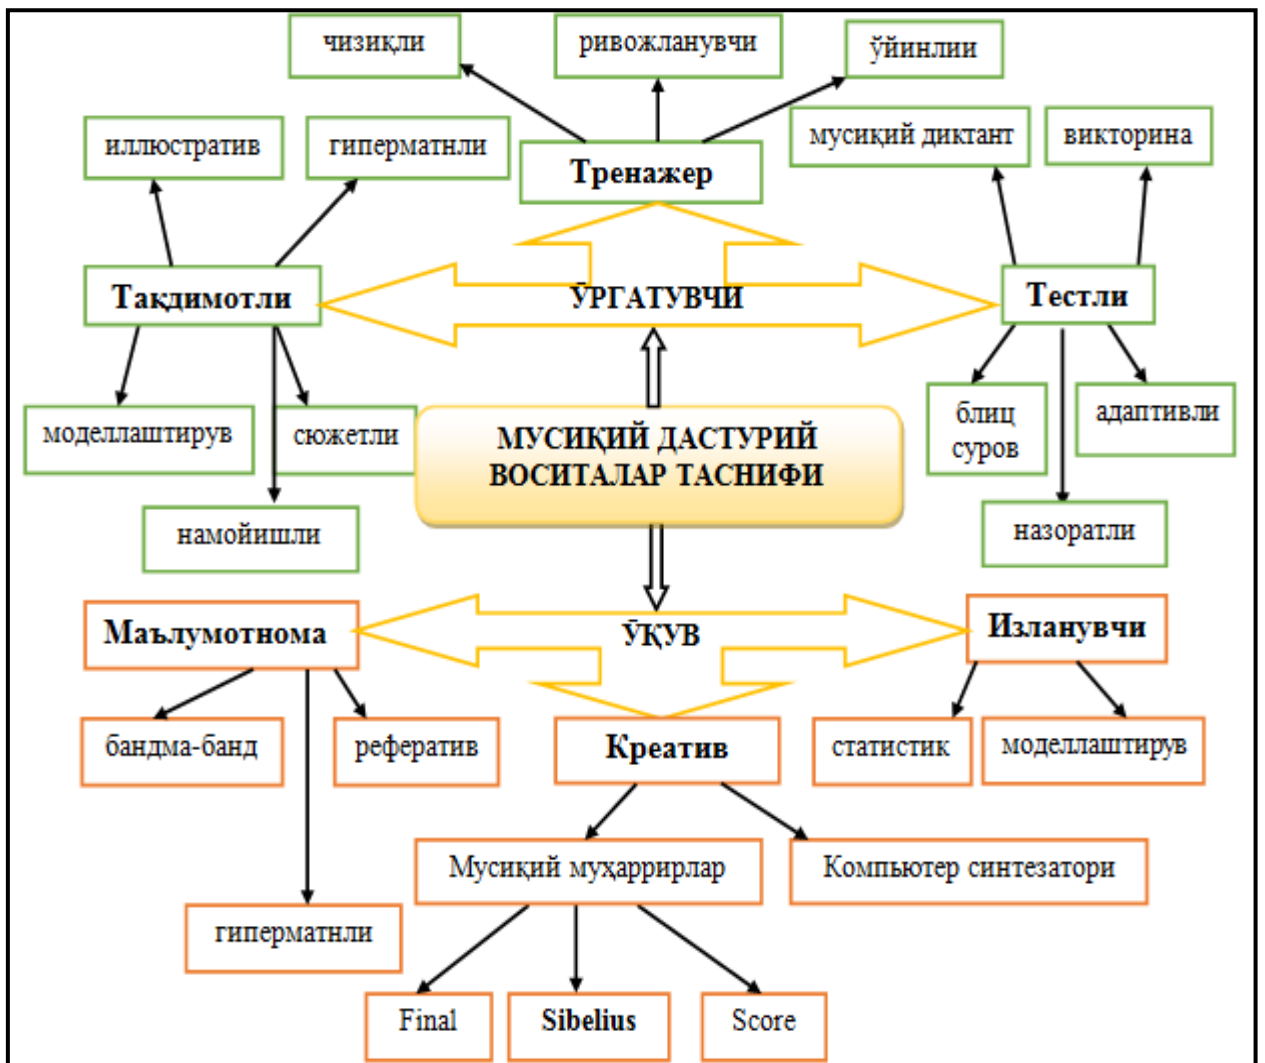 чизиқли
ривожланувчи
ўйинлии
иллюстратив
гиперматнли
мусиқий диктант
викторина
Тренажер
Тақдимотли
ЎРГАТУВЧИ
Тестли
моделлаштирув
сюжетли
МУСИҚИЙ ДАСТУРИЙ
ВОСИТАЛАР ТАСНИФИ
блиц
суров
адаптивли
намойишли
назоратли
Маълумотнома
ЎҚУВ
Изланувчи
бандма-банд
рефератив
Креатив
статистик
моделлаштирув
Мусиқий муҳаррирлар
Компьютер синтезатори
гиперматнли
Final
Sibelius
Score